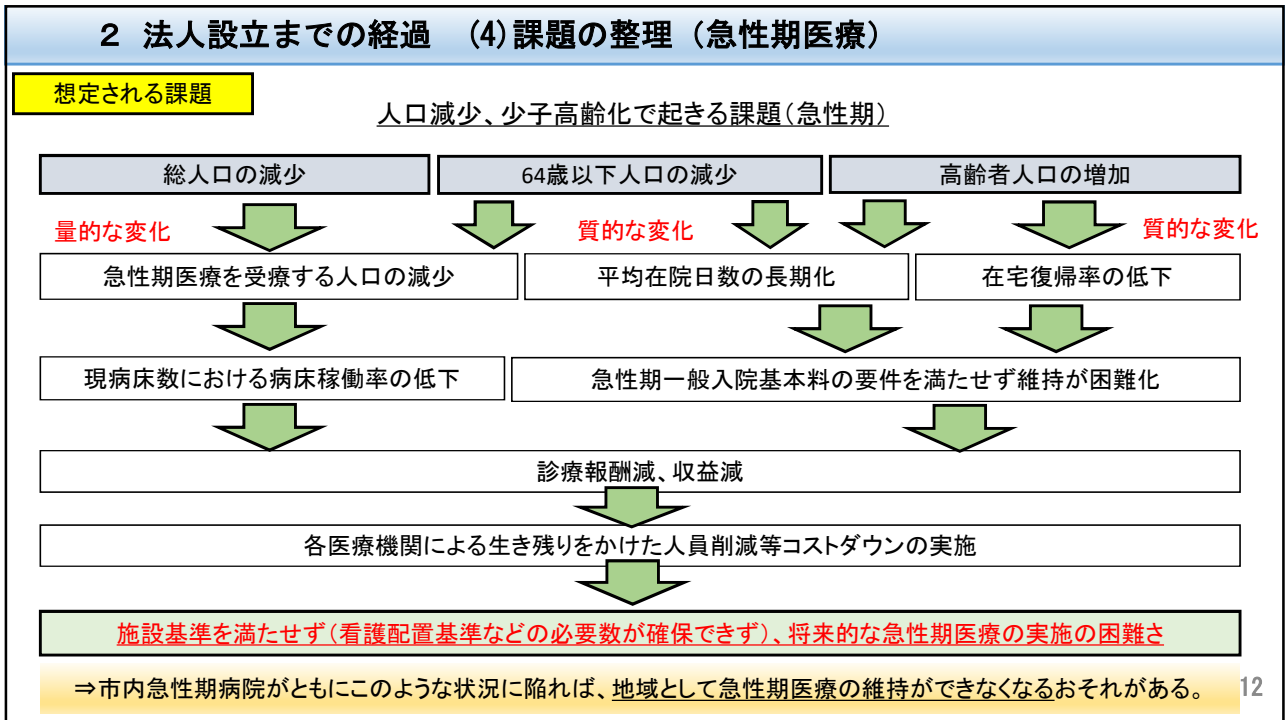 ２ 法人設立までの経過 (4)課題の整理（急性期医療）
想定される課題
人口減少、少子高齢化で起きる課題（急性期）
総人口の減少
64歳以下人口の減少
高齢者人口の増加
量的な変化
質的な変化
質的な変化
急性期医療を受療する人口の減少
平均在院日数の長期化
在宅復帰率の低下
現病床数における病床稼働率の低下
急性期一般入院基本料の要件を満たせず維持が困難化
診療報酬減、収益減
各医療機関による生き残りをかけた人員削減等コストダウンの実施
施設基準を満たせず（看護配置基準などの必要数が確保できず）、将来的な急性期医療の実施の困難さ
⇒市内急性期病院がともにこのような状況に陥れば、地域として急性期医療の維持ができなくなるおそれがある。
12